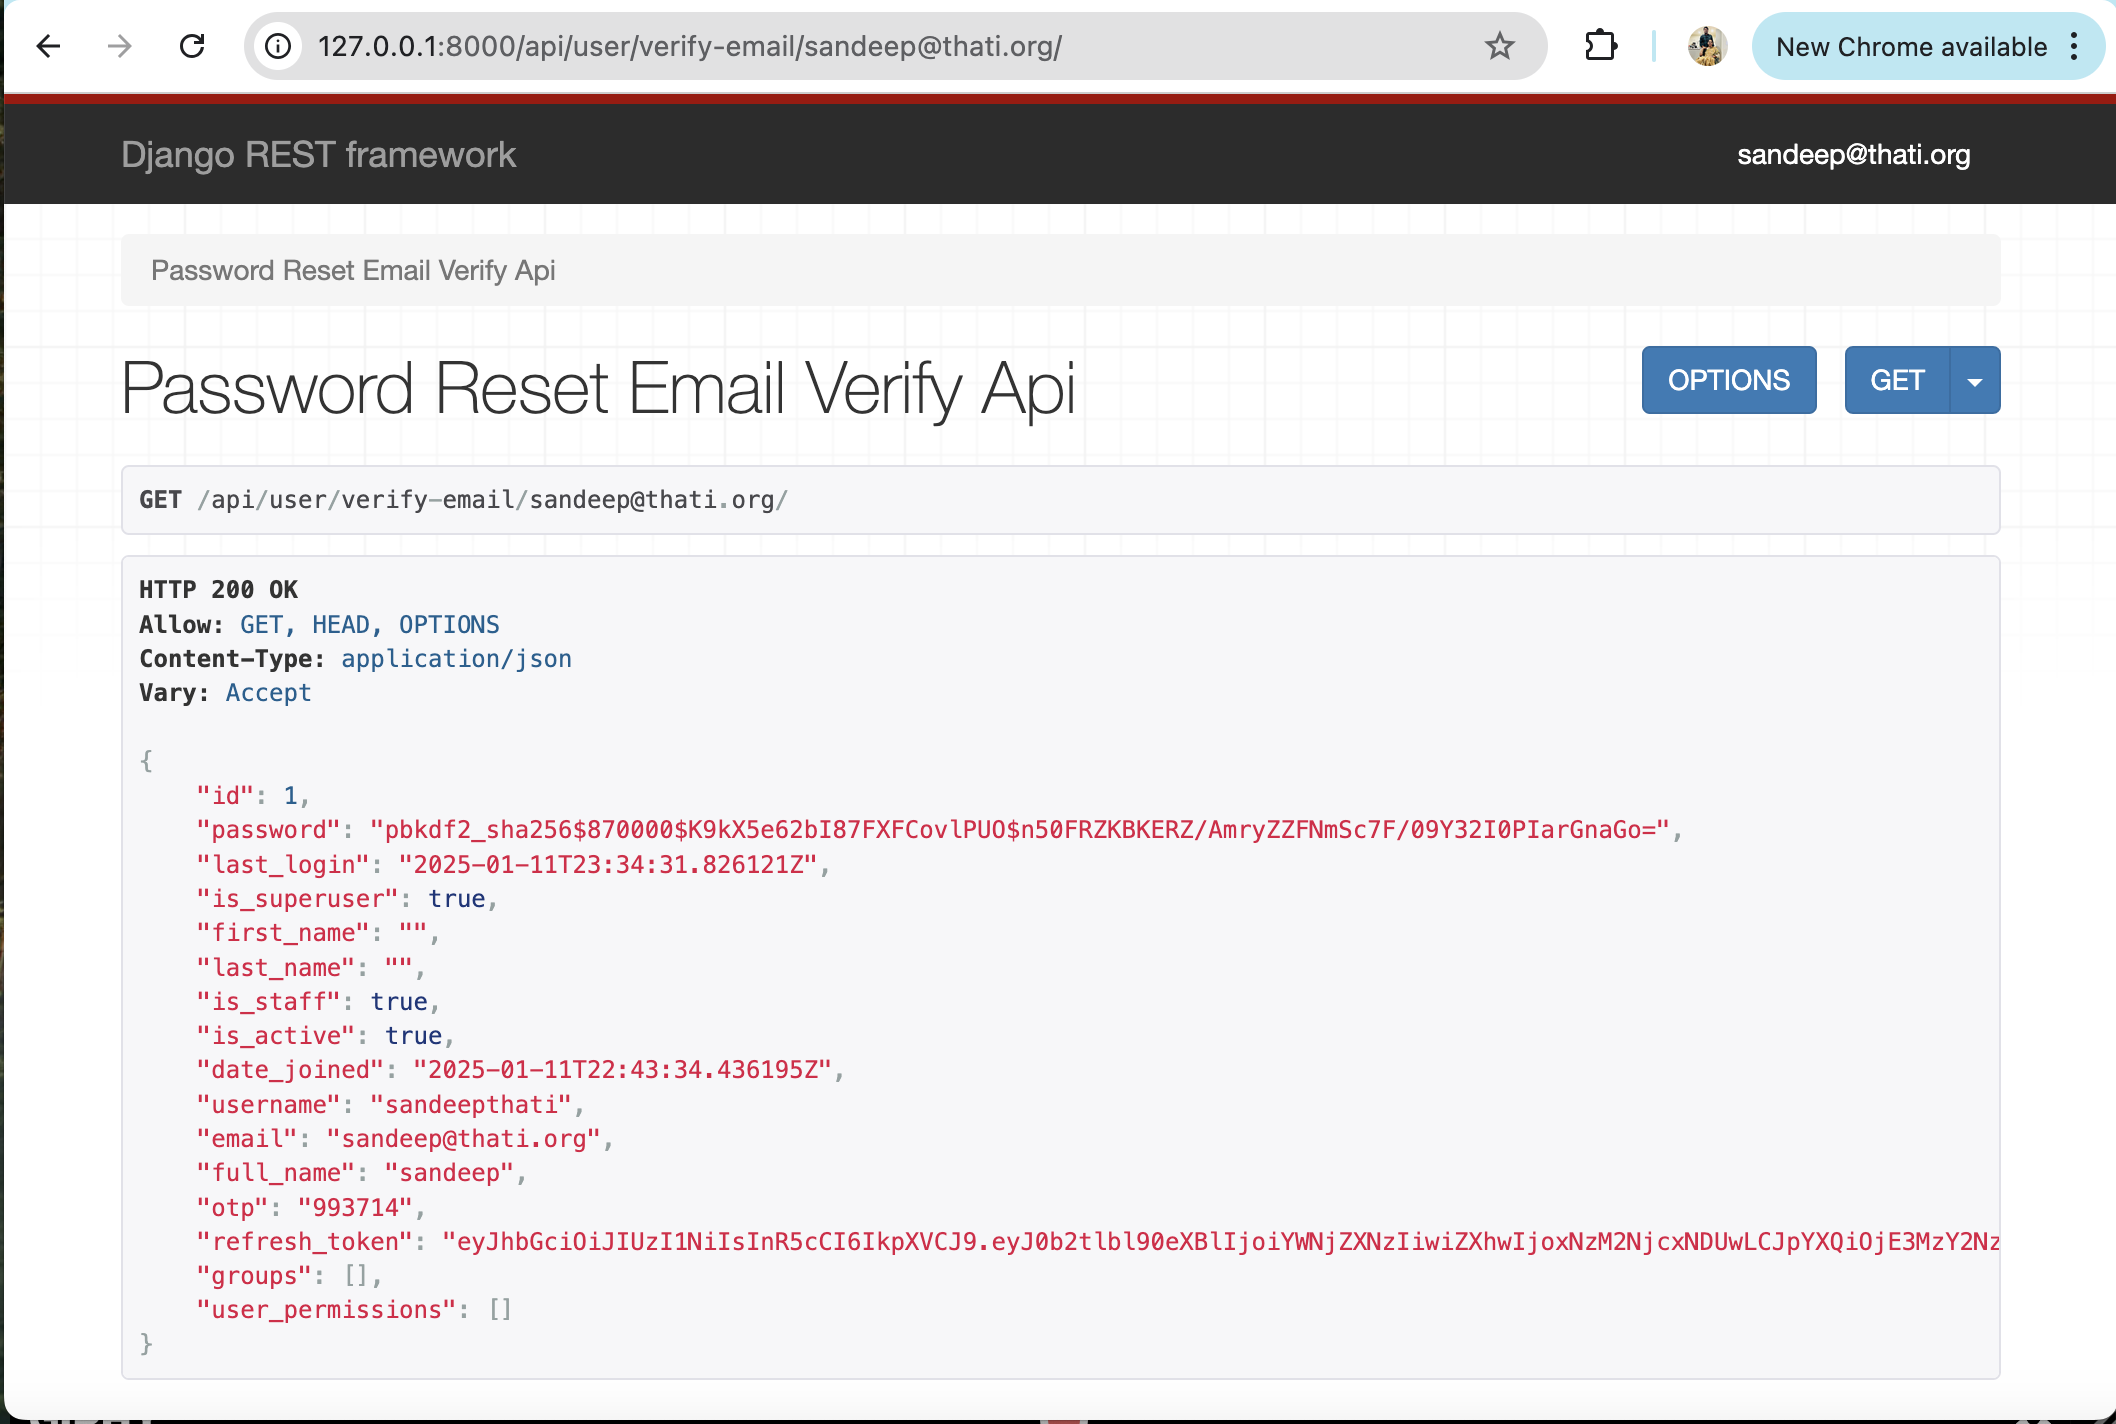 127.0.0.1:8000/api/user/verify-email/sandeep@thati.org/
New Chrome available
Django REST framework
sandeep@thati.org
Password Reset Email Verify Api
Password Reset Email Verify Api
OPTIONS
GET
GET /api/user/verify-email/sandeep@thati.org/
HTTP 200 OK
Allow: GET, HEAD, OPTIONS
Content-Type: application/json
Vary: Accept
{
"id": 1,
"password": "pbkdf2_sha256$870000$K9kX5e62bI87FXFCovlPUO$n50FRZKBKERZ/AmryZZFNmSc7F/09Y32I0PIarGnaGo=",
"last_login": "2025-01-11T23:34:31.826121Z",
"is_superuser": true,
"first_name": "",
"last_name": "",
"is_staff": true,
"is_active": true,
"date_joined": "2025-01-11T22:43:34.436195Z",
"username": "sandeepthati",
"email": "sandeep@thati.org",
"full_name": "sandeep",
"otp": "993714",
"refresh_token": "eyJhbGciOiJIUzI1NiIsInR5cCI6IkpXVCJ9.eyJ0b2tlbl90eXBlIjoiYWNjZXNzIiwiZXhwIjoxNzM2NjcxNDUwLCJpYXQiOjE3MzY2Nz
"groups": [],
"user_permissions": []
}